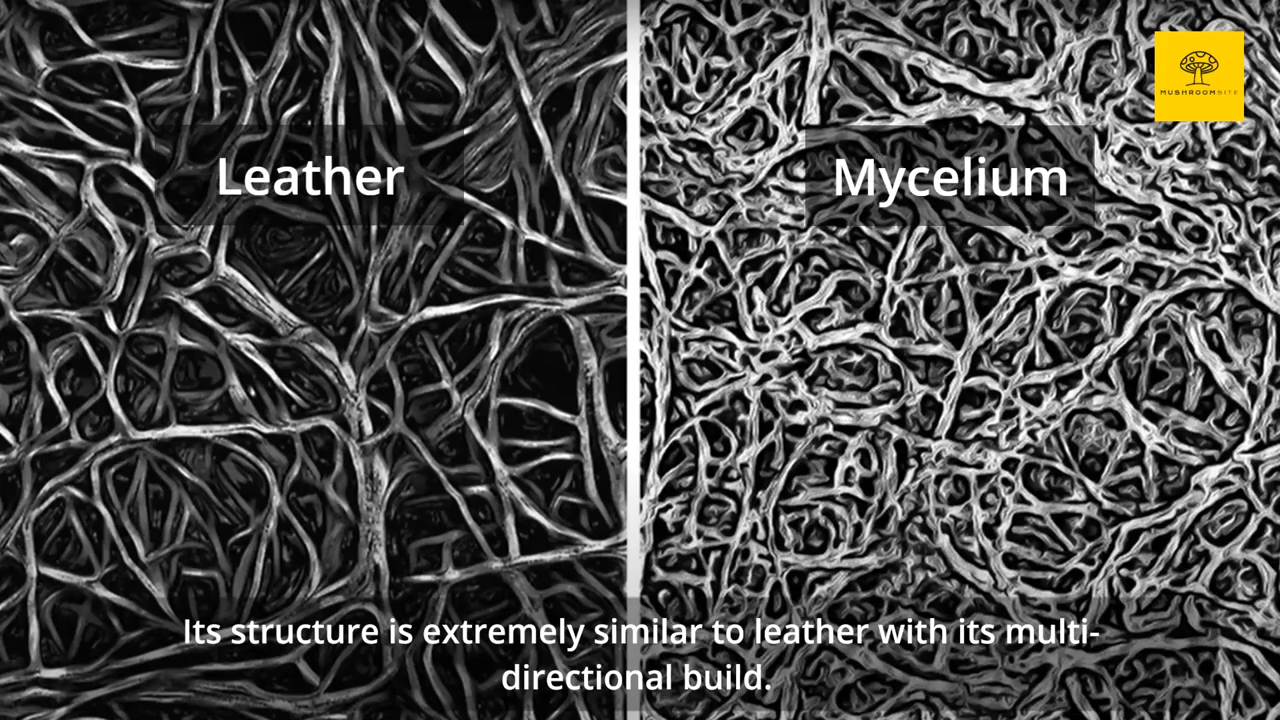 MUSHROOMSITE
Leather
Mycelium
Its structure is extremely similar to leather with its multi-
directional build.